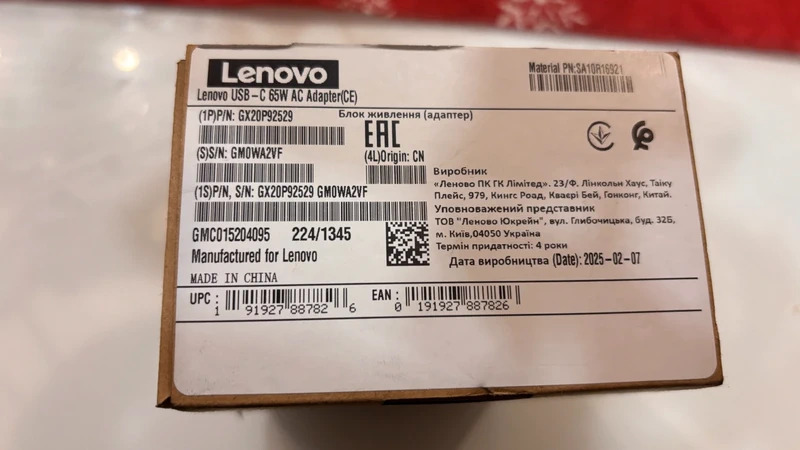 Lenovo
Material PN:SA10R16921
Lenovo USB-C 65W AC Adapter(CE)
(1P)P/N: GX20P92529
Блок живлення (адаптер)
EAC
(S)S/N: GM0WA2VF
(4L)Origin: CN
(1S)P/N, S/N: GX20P92529 GM0WA2VF
GMC015204095 224/1345
Manufactured for Lenovo
MADE IN CHINA
Виробник
«Леново ПК ГК Лімітед». 23/Ф. Лінкольн Хаус, Таіку
Плейс, 979, Кингс Роад, Кваєрі Бей, Гонконг, Китай.
Уповноважений представник
ТОВ "Леново Юкрейн", вул. Глибочицька, буд. 32Б,
м. Київ,04050 Україна
Термін придатності: 4 роки
Дата виробництва (Date): 2025-02-07
UPC : 1 91927 88782 6
EAN : 0 191927 887826